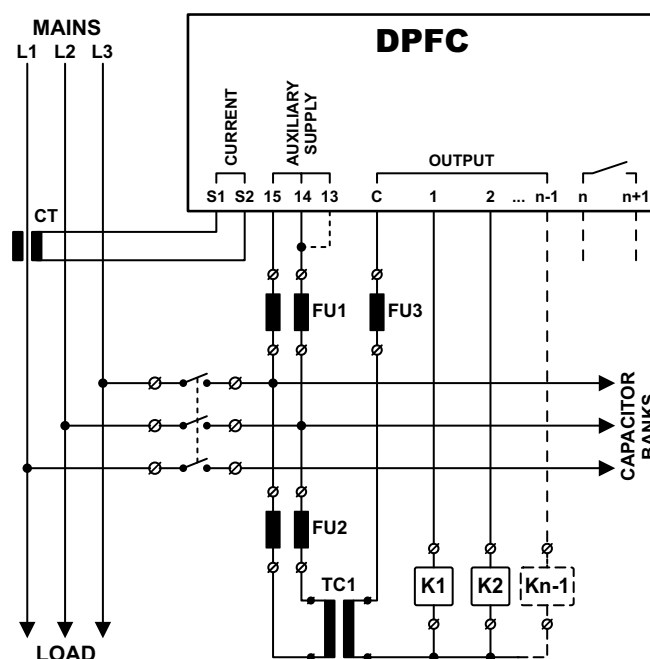 MAINS
L1 L2 L3
DPFC
CURRENT
AUXILIARY
SUPPLY
OUTPUT
S1 S2 15 14 13 C 1 2 ... n-1 n n+1
CT
FU1
FU3
CAPACITOR
BANKS
FU2
TC1
K1 K2 Kn-1
LOAD